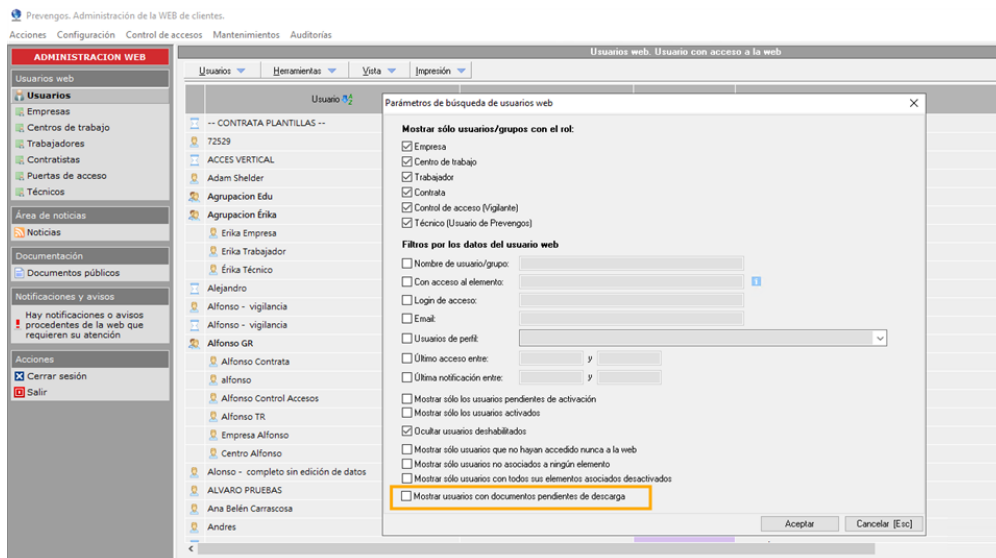 Prevengos. Administración de la WEB de clientes.
Acciones Configuración Control de accesos Mantenimientos Auditorías
ADMINISTRACION WEB
Usuarios web
Usuarios
Empresas
Centros de trabajo
Trabajadores
Contratistas
Puertas de acceso
Técnicos
Área de noticias
Noticias
Documentación
Documentos públicos
Notificaciones y avisos
Hay notificaciones o avisos
procedentes de la web que
requieren su atención
Acciones
Cerrar sesión
Salir
Usuarios web. Usuario con acceso a la web
Usuarios Herramientas Vista Impresión
Usuario
-- CONTRATA PLANTILLAS --
72529
ACCES VERTICAL
Adam Shelder
Agrupacion Edu
Agrupacion Érika
Erika Empresa
Erika Trabajador
Érika Técnico
Alejandro
Alfonso - vigilancia
Alfonso - vigilancia
Alfonso GR
Alfonso Contrata
alfonso
Alfonso Control Accesos
Alfonso TR
Empresa Alfonso
Centro Alfonso
Alonso - completo sin edición de datos
ALVARO PRUEBAS
Ana Belén Carrascosa
Andres
Parámetros de búsqueda de usuarios web
Mostrar sólo usuarios/grupos con el rol:
Empresa
Centro de trabajo
Trabajador
Contrata
Control de acceso (Vigilante)
Técnico (Usuario de Prevengos)
Filtros por los datos del usuario web
Nombre de usuario/grupo:
Con acceso al elemento:
Login de acceso:
Email:
Usuarios de perfil:
Último acceso entre: y
Última notificación entre: y
Mostrar sólo los usuarios pendientes de activación
Mostrar sólo los usuarios activados
Ocultar usuarios deshabilitados
Mostrar sólo usuarios que no hayan accedido nunca a la web
Mostrar sólo usuarios no asociados a ningún elemento
Mostrar sólo usuarios con todos sus elementos asociados desactivados
Mostrar usuarios con documentos pendientes de descarga
Aceptar Cancelar [Esc]